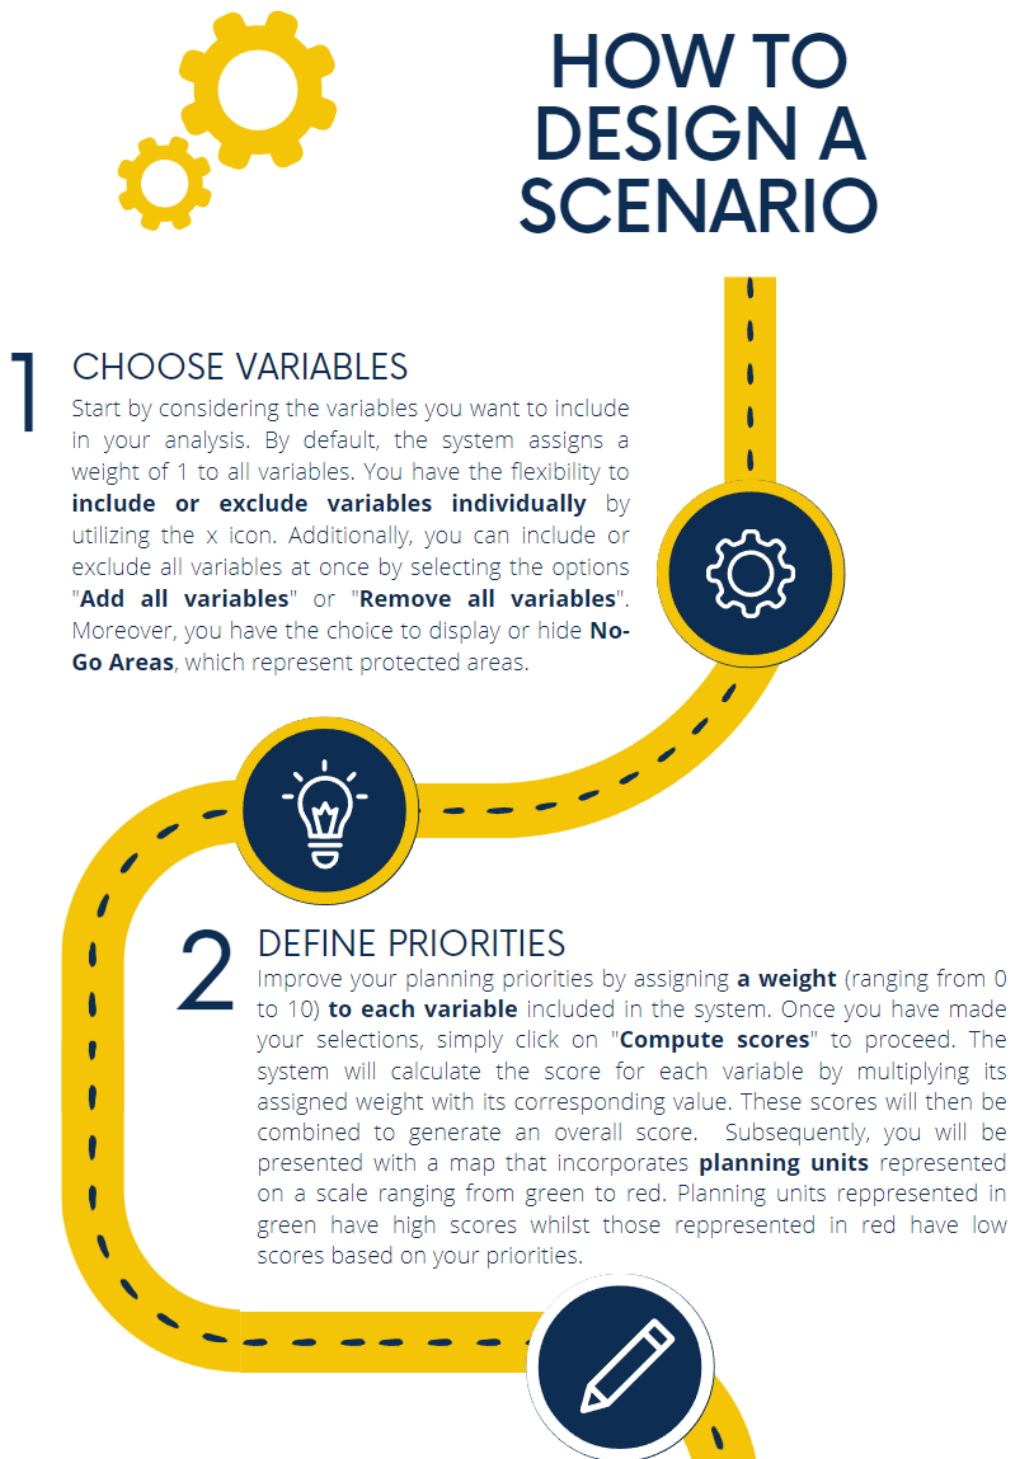 HOW TO
DESIGN A
SCENARIO
1
CHOOSE VARIABLES
Start by considering the variables you want to include
in your analysis. By default, the system assigns a
weight of 1 to all variables. You have the flexibility to
include or exclude variables individually by
utilizing the x icon. Additionally, you can include or
exclude all variables at once by selecting the options
"Add all variables" or "Remove all variables".
Moreover, you have the choice to display or hide No-
Go Areas, which represent protected areas.
2
DEFINE PRIORITIES
Improve your planning priorities by assigning a weight (ranging from 0
to 10) to each variable included in the system. Once you have made
your selections, simply click on "Compute scores" to proceed. The
system will calculate the score for each variable by multiplying its
assigned weight with its corresponding value. These scores will then be
combined to generate an overall score. Subsequently, you will be
presented with a map that incorporates planning units represented
on a scale ranging from green to red. Planning units reppresented in
green have high scores whilst those reppresented in red have low
scores based on your priorities.